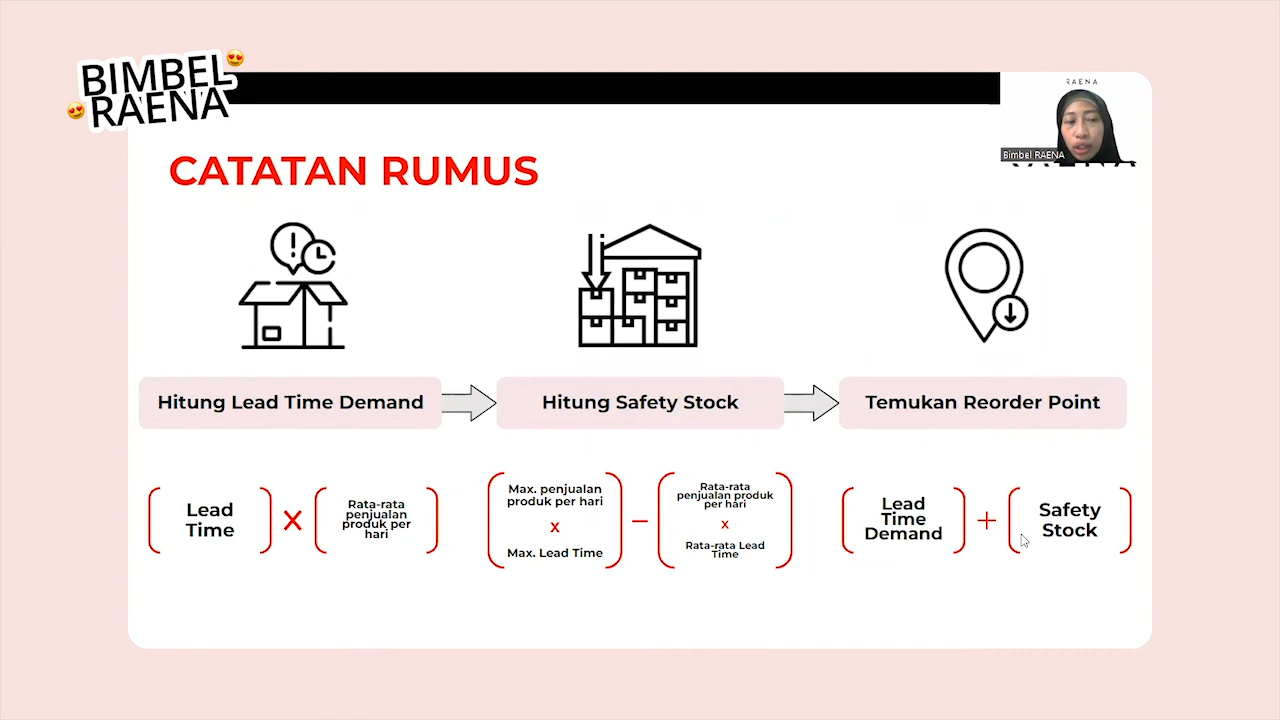 BIMBEL
RAENA
RAENA
Bimbel RAENA
CATATAN RUMUS
Hitung Lead Time Demand
Hitung Safety Stock
Temukan Reorder Point
Lead
Time
X
Rata-rata
penjualan
produk per
hari
Max. penjualan
produk per hari
X
Max. Lead Time
–
Rata-rata
penjualan produk
per hari
X
Rata-rata Lead
Time
Lead
Time
Demand
+
Safety
Stock